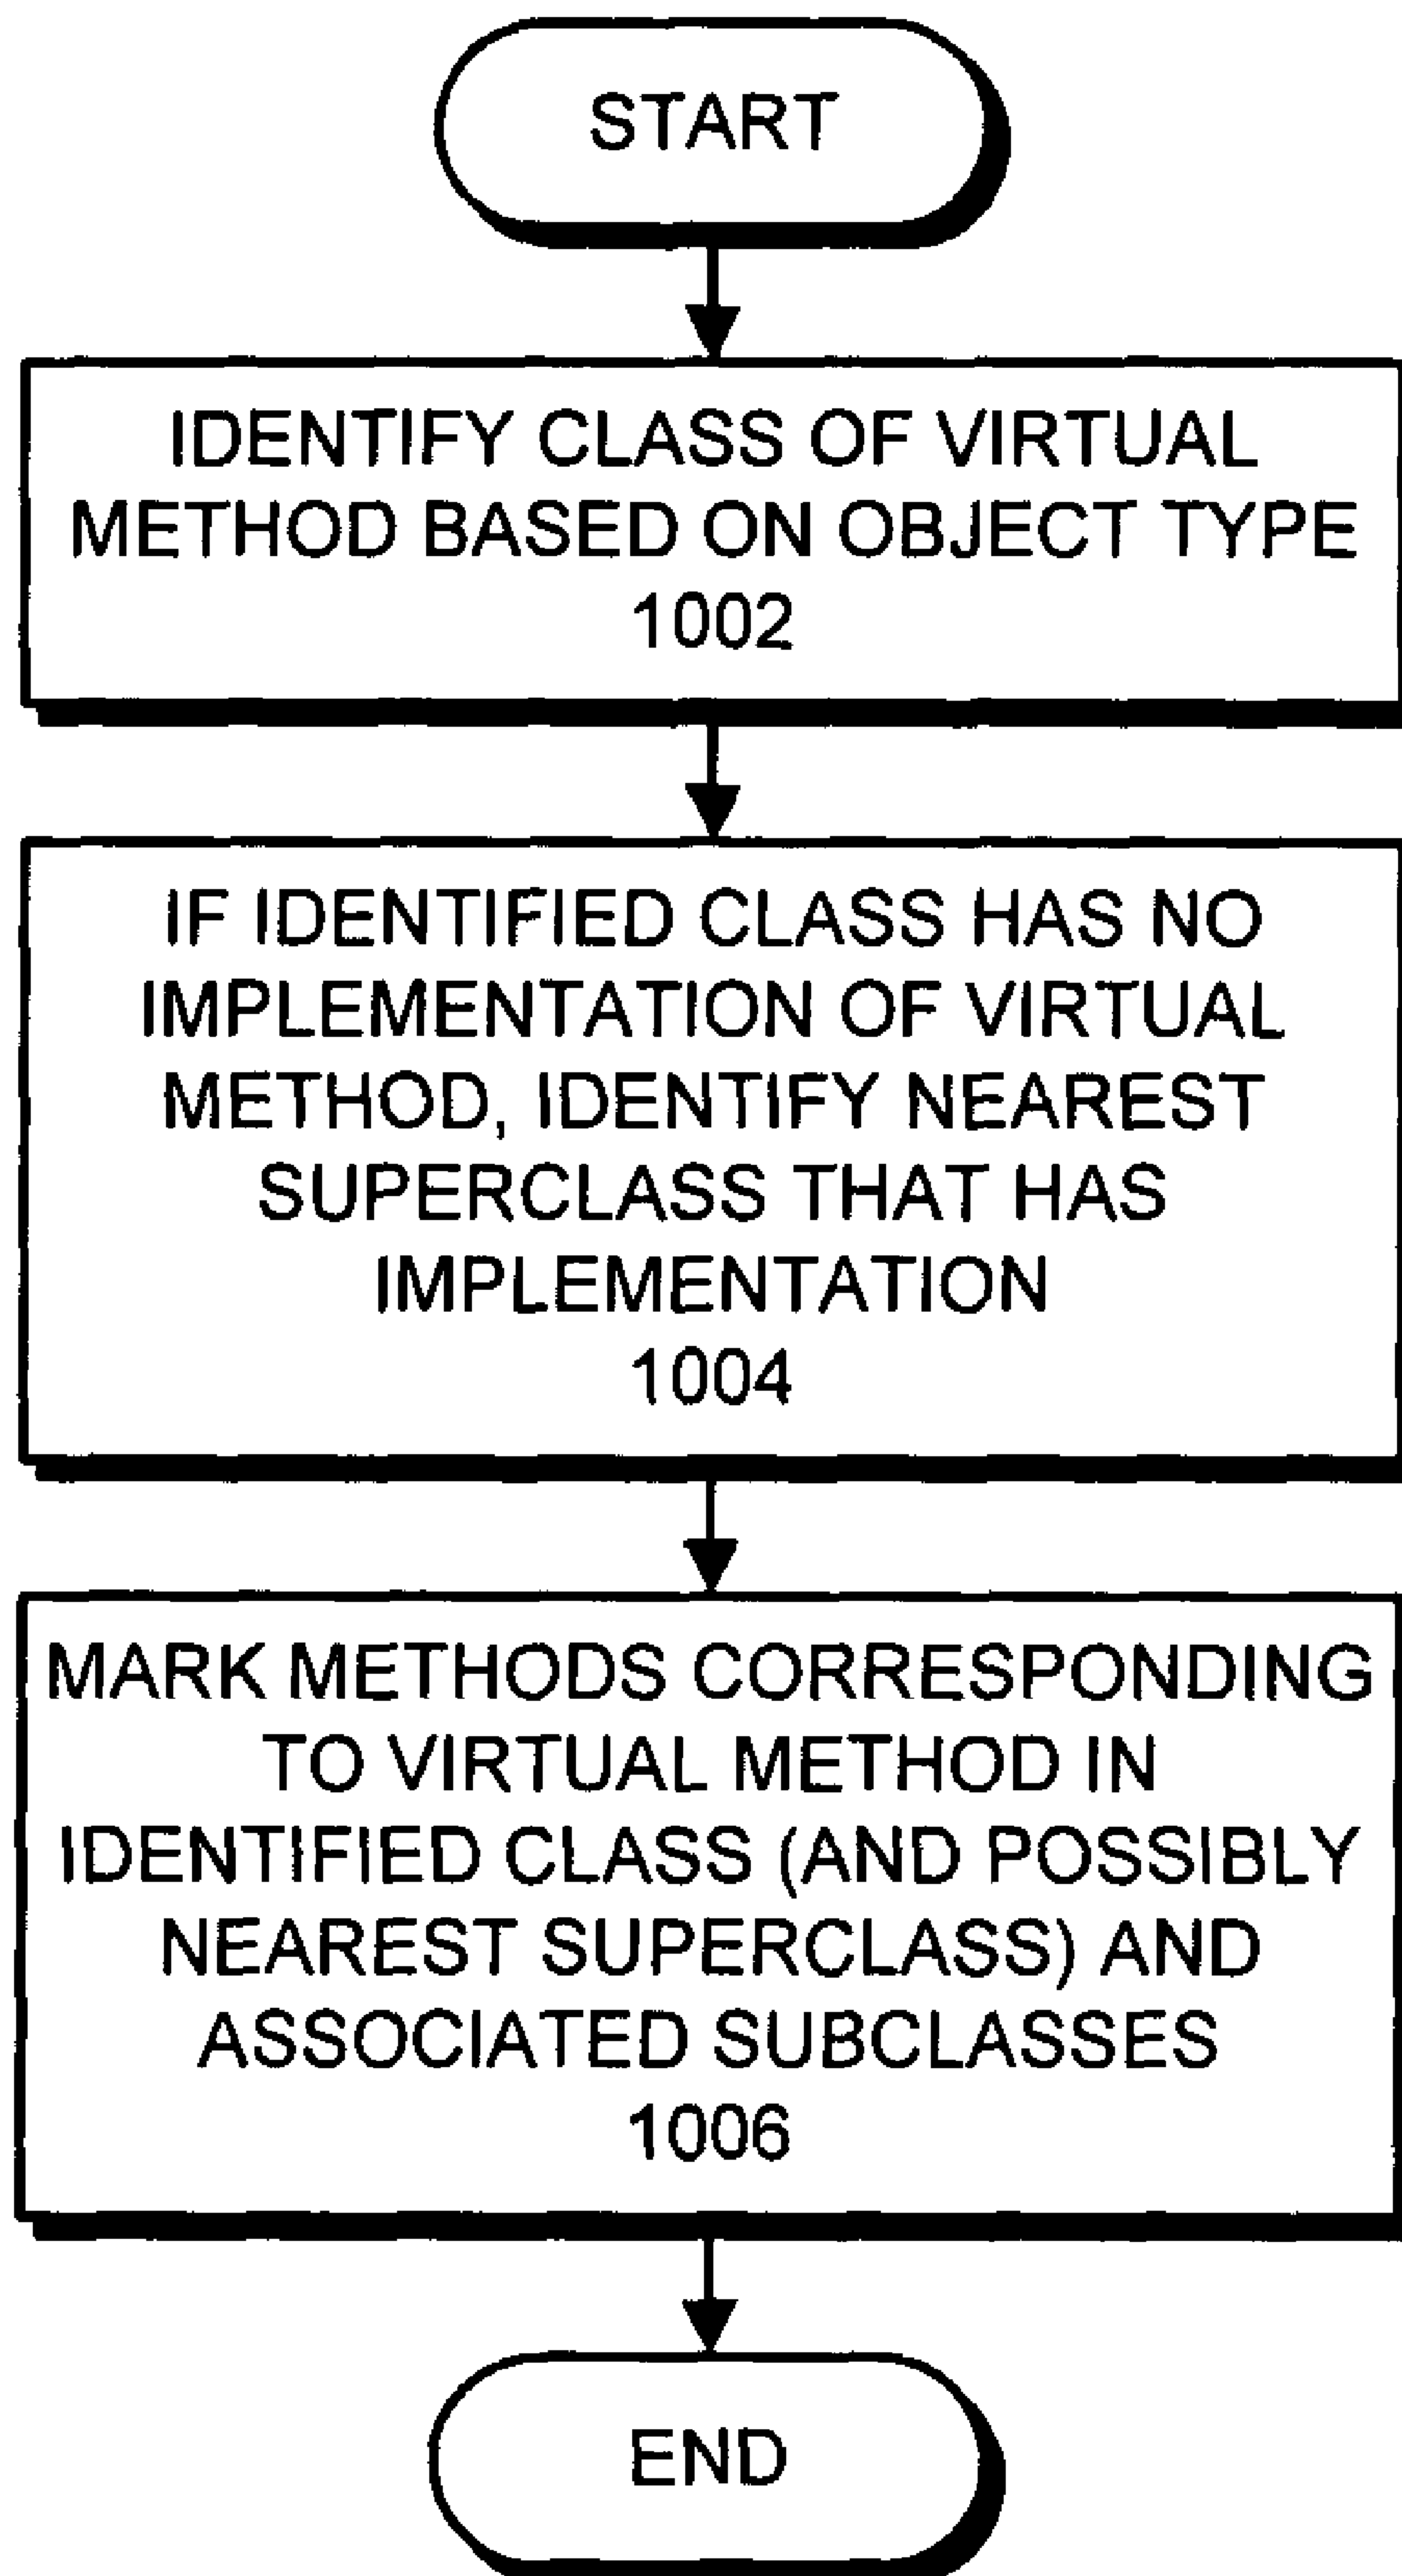 START
IDENTIFY CLASS OF VIRTUAL
METHOD BASED ON OBJECT TYPE
1002
IF IDENTIFIED CLASS HAS NO
IMPLEMENTATION OF VIRTUAL
METHOD, IDENTIFY NEAREST
SUPERCLASS THAT HAS
IMPLEMENTATION
1004
MARK METHODS CORRESPONDING
TO VIRTUAL METHOD IN
IDENTIFIED CLASS (AND POSSIBLY
NEAREST SUPERCLASS) AND
ASSOCIATED SUBCLASSES
1006
END